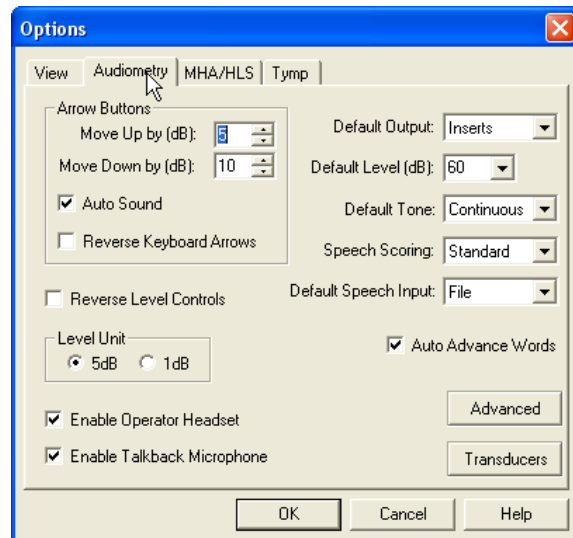 Options
View Audiometry MHA/HLS Tymp
Arrow Buttons
Move Up by (dB): 5
Move Down by (dB): 10
Auto Sound
Reverse Keyboard Arrows
Reverse Level Controls
Level Unit
5dB 1dB
Enable Operator Headset
Enable Talkback Microphone
Default Output: Inserts
Default Level (dB): 60
Default Tone: Continuous
Speech Scoring: Standard
Default Speech Input: File
Auto Advance Words
Advanced
Transducers
OK Cancel Help